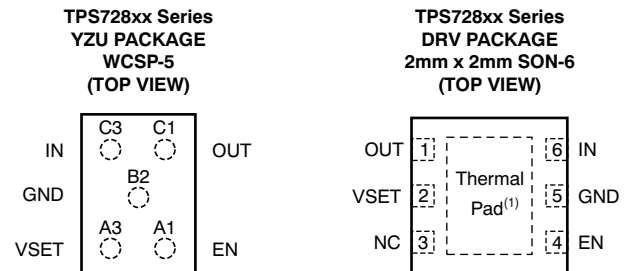 TPS728xx Series
YZU PACKAGE
WCSP-5
(TOP VIEW)
C3 C1
IN OUT
B2
GND
A3 A1
VSET EN
TPS728xx Series
DRV PACKAGE
2mm x 2mm SON-6
(TOP VIEW)
OUT 1 6 IN
Thermal
VSET 2 5 GND
Pad(1)
NC 3 4 EN